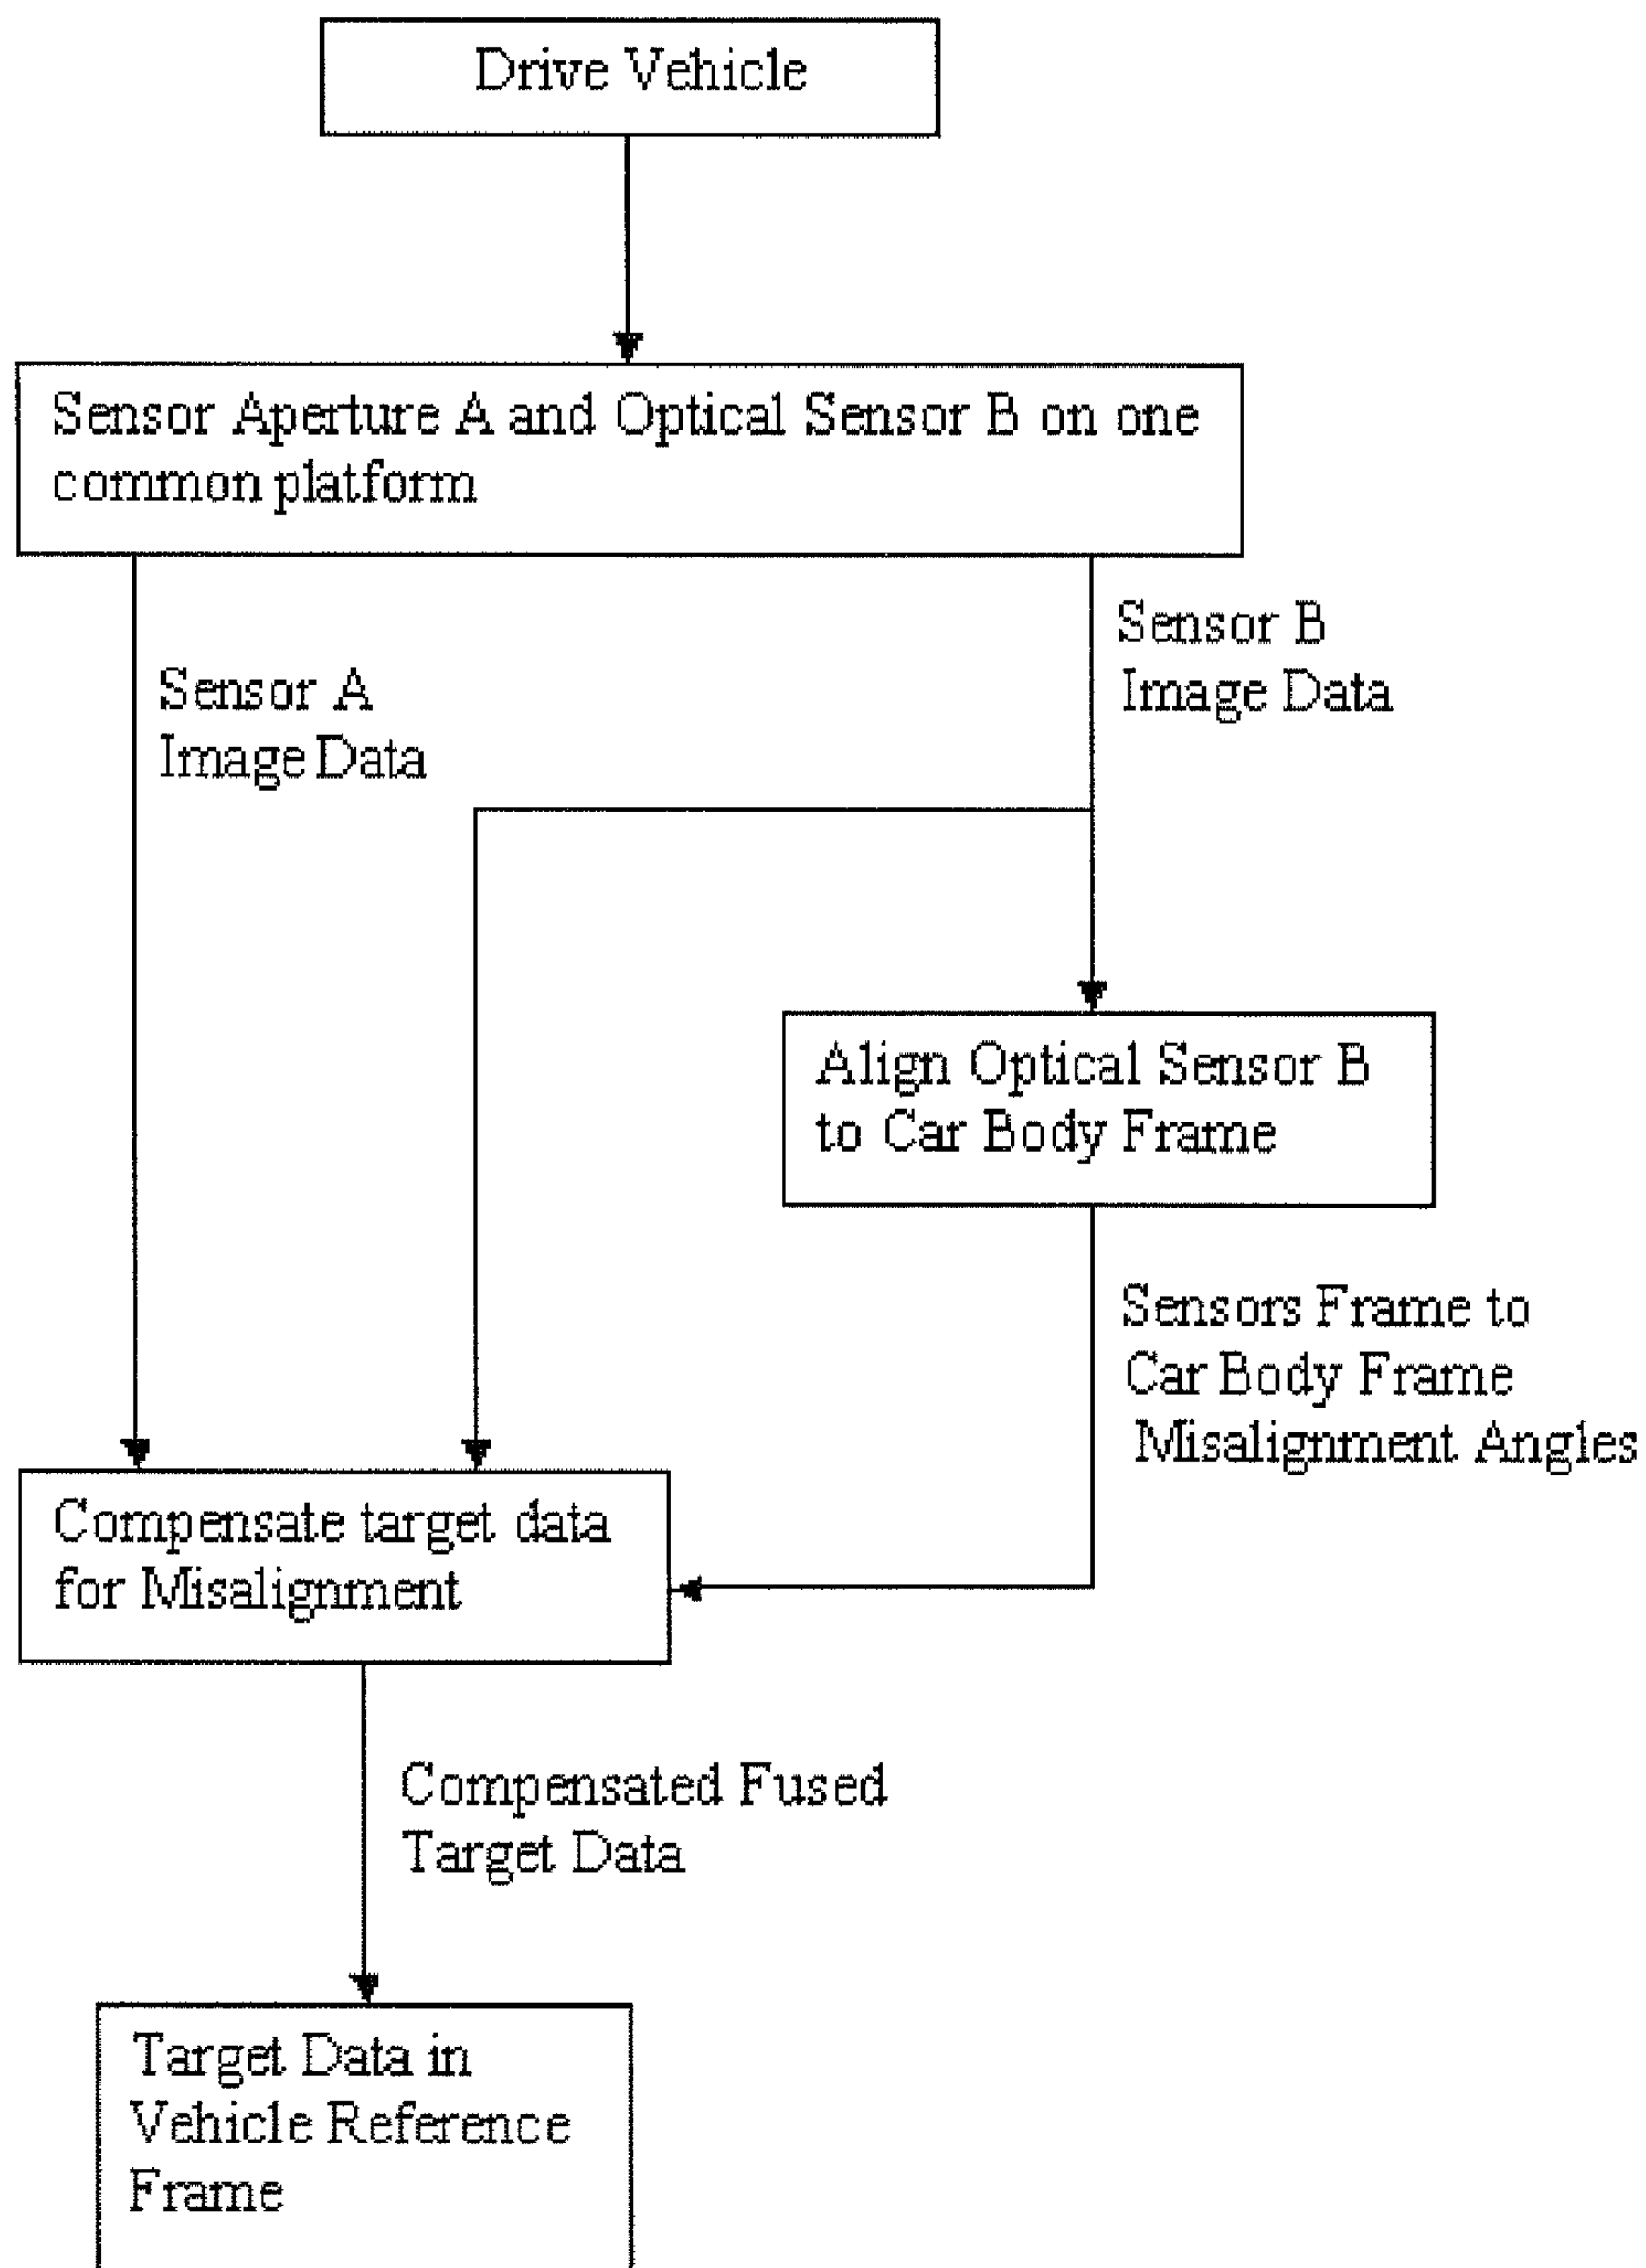 Drive Vehicle
Sensor Aperture A and Optical Sensor B on one
common platform
Sensor B
Image Data
Sensor A
Image Data
Align Optical Sensor B
to Car Body Frame
Sensors Frame to
Car Body Frame
Misalignment Angles
Compensate target data
for Misalignment
Compensated Fused
Target Data
Target Data in
Vehicle Reference
Frame